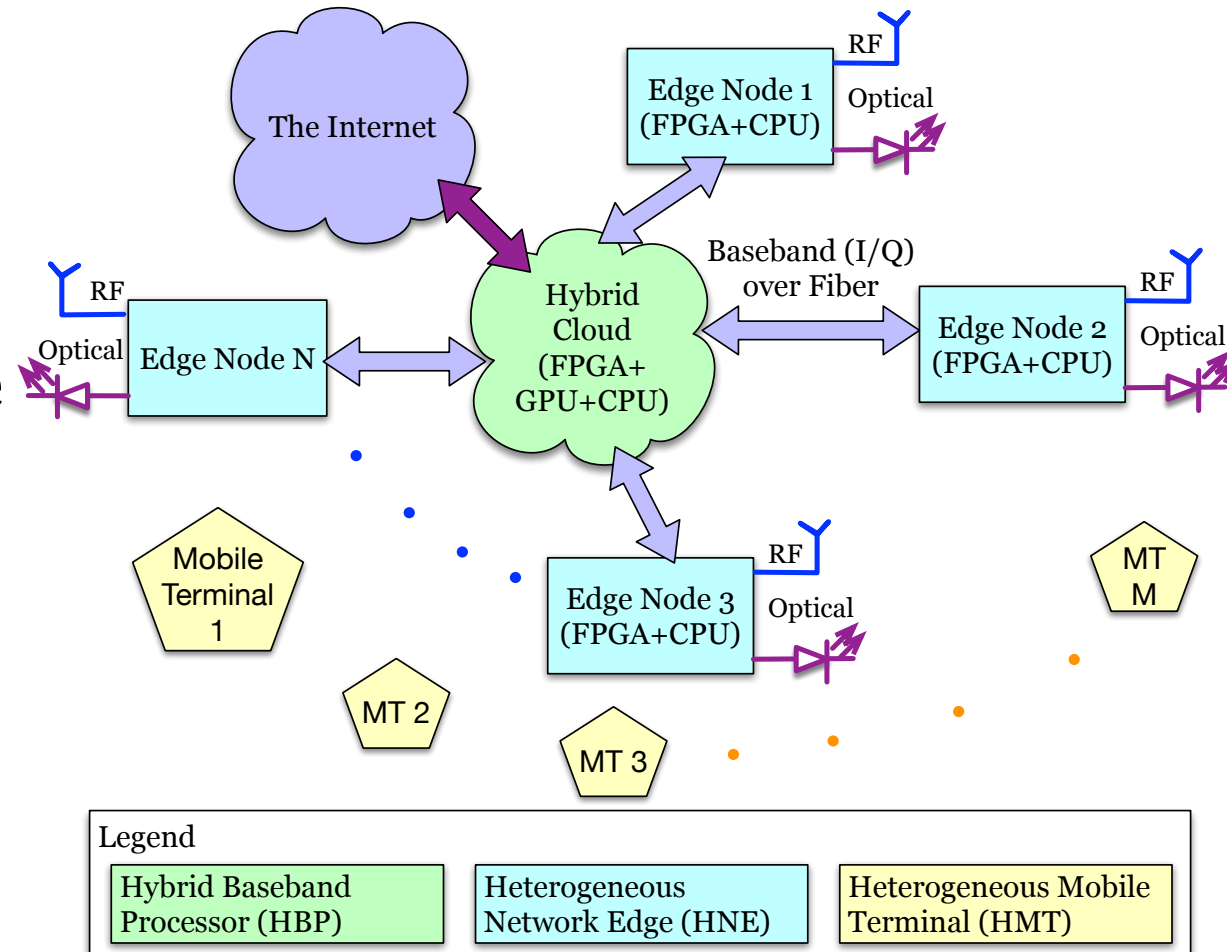 RF
Edge Node 1
(FPGA+CPU)
Optical
The Internet
Baseband (I/Q)
over Fiber
RF
Hybrid
Cloud
(FPGA+
GPU+CPU)
RF
Edge Node 2
(FPGA+CPU)
Optical
Optical
Edge Node N
RF
Edge Node 3
(FPGA+CPU)
Optical
Mobile
Terminal
1
MT
M
MT 2
MT 3
Legend
Hybrid Baseband
Processor (HBP)
Heterogeneous
Network Edge (HNE)
Heterogeneous Mobile
Terminal (HMT)